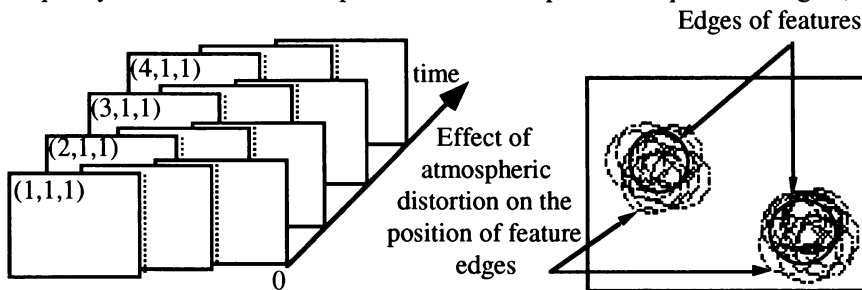 Edges of features
(4,1,1)
time
(3,1,1)
(2,1,1)
(1,1,1)
0
Effect of
atmospheric
distortion on the
position of feature
edges